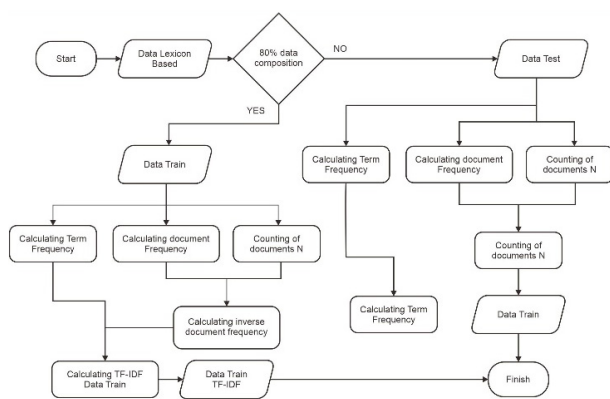 Start
Data Lexicon
Based
80% data
composition
NO
Data Test
YES
Data Train
Calculating Term
Frequency
Calculating document
Frequency
Counting of
documents N
Calculating Term
Frequency
Calculating document
Frequency
Counting of
documents N
Counting of
documents N
Calculating inverse
document frequency
Calculating Term
Frequency
Data Train
Calculating TF-IDF
Data Train
Data Train
TF-IDF
Finish